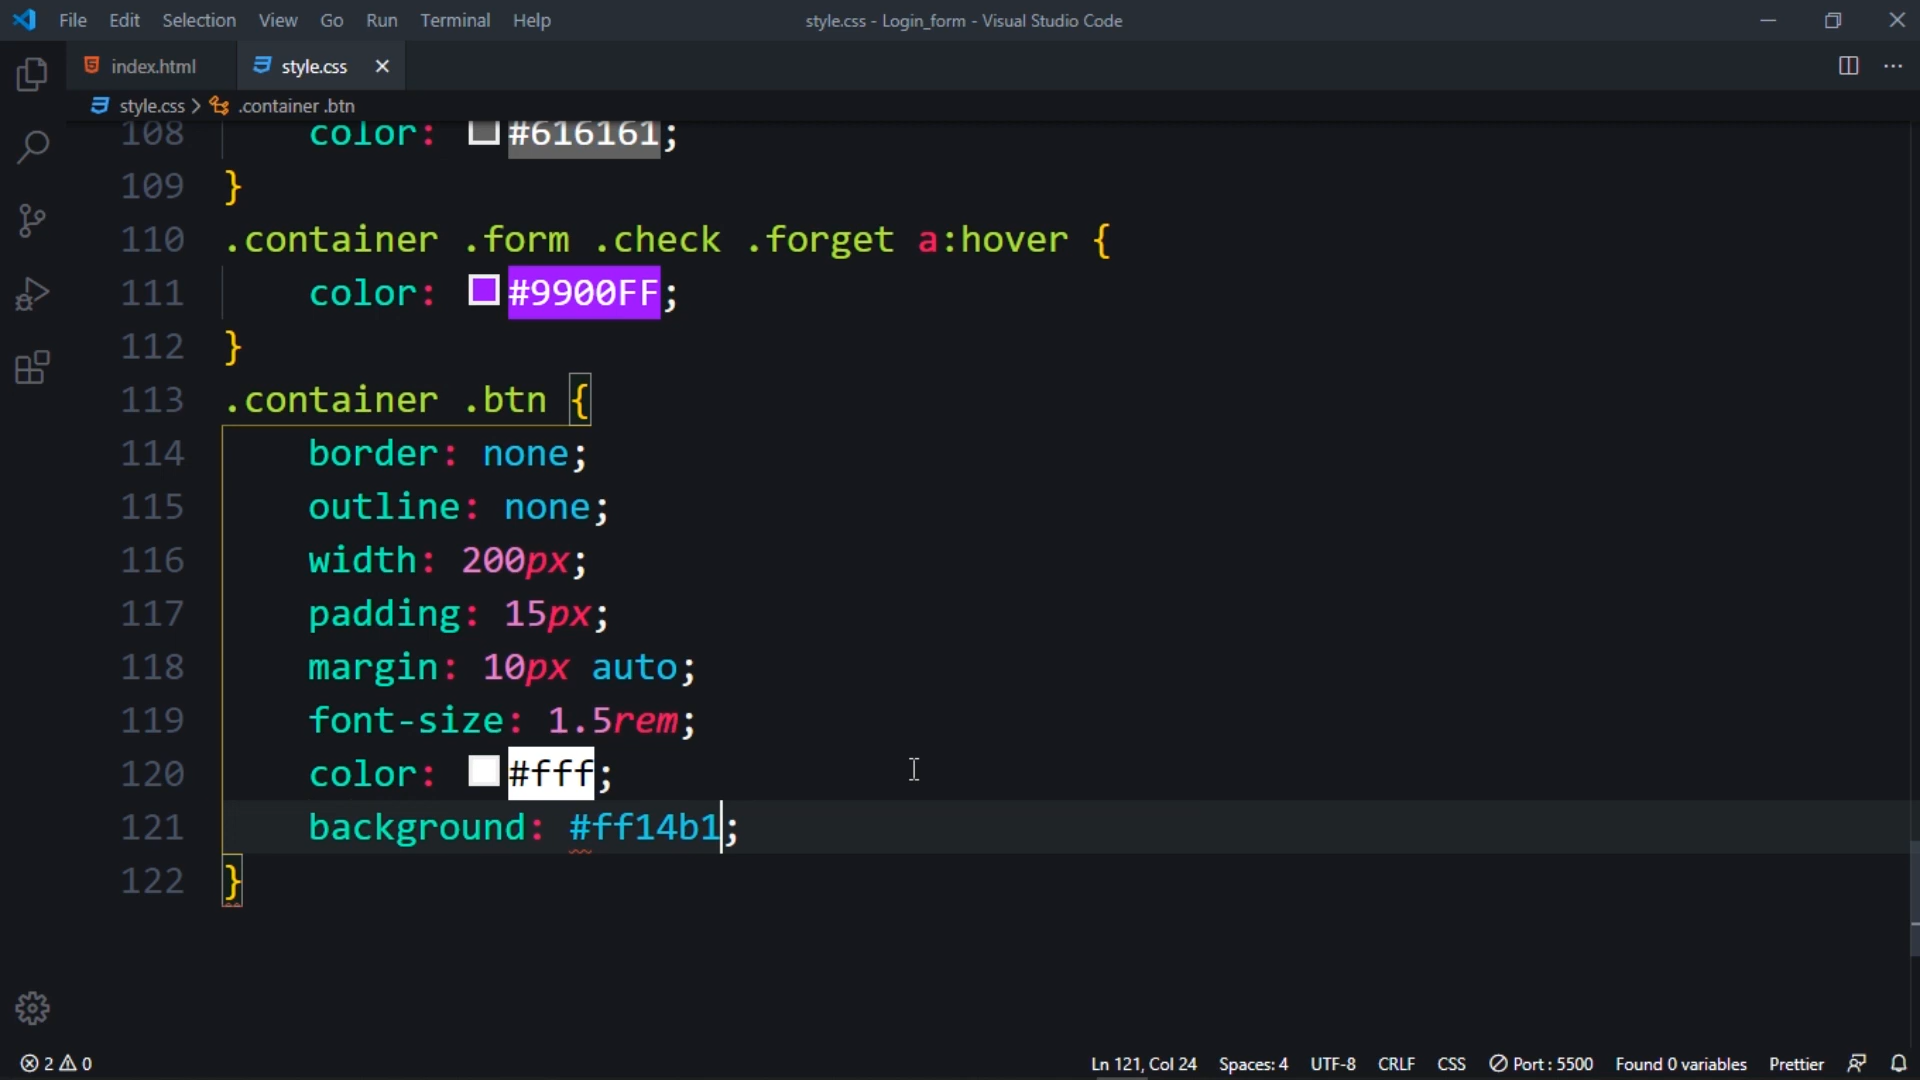 File Edit Selection View Go Run Terminal Help style.css - Login_form - Visual Studio Code
index.html style.css
style.css > .container .btn
108 color: #616161;
109 }
110 .container .form .check .forget a:hover {
111 color: #9900FF;
112 }
113 .container .btn {
114 border: none;
115 outline: none;
116 width: 200px;
117 padding: 15px;
118 margin: 10px auto;
119 font-size: 1.5rem;
120 color: #fff;
121 background: #ff14b1;
122 }
2 0 Ln 121, Col 24 Spaces: 4 UTF-8 CRLF CSS Port : 5500 Found 0 variables Prettier